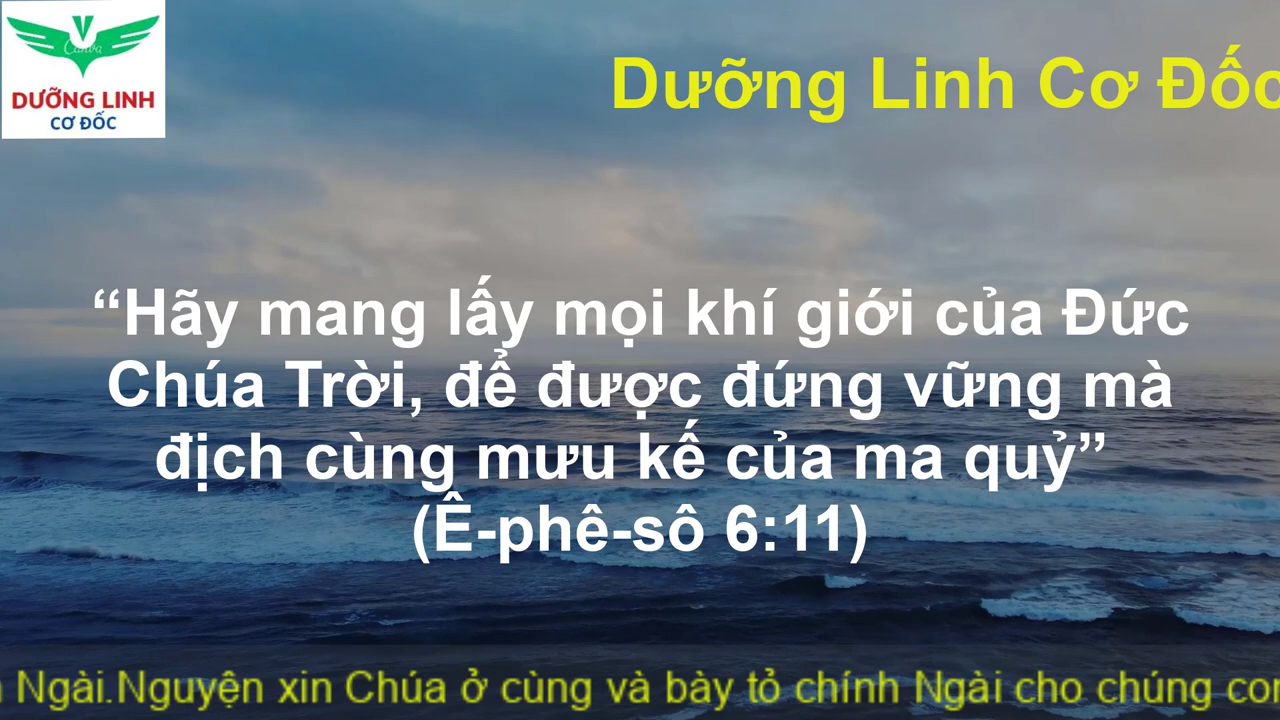 Canva
DƯỠNG LINH
CƠ ĐỐC
Dưỡng Linh Cơ Đốc
“Hãy mang lấy mọi khí giới của Đức
Chúa Trời, để được đứng vững mà
địch cùng mưu kế của ma quỷ”
(Ê-phê-sô 6:11)
Ngài.Nguyện xin Chúa ở cùng và bày tỏ chính Ngài cho chúng con